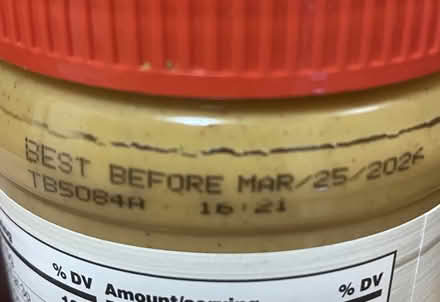 BEST BEFORE MAR/25/2026
TB5084A 16:21
% DV Amount/serving % DV